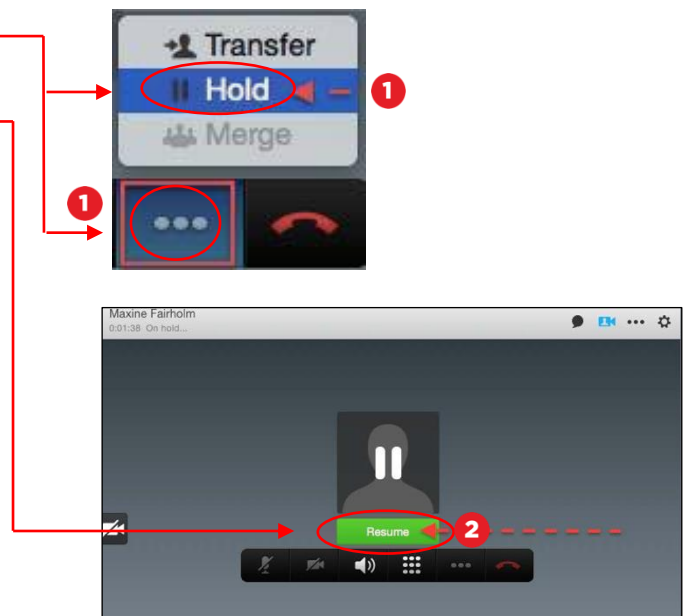 Transfer
Hold
1
Merge
1
Maxine Fairholm
0:01:38 On hold...
Resume
2